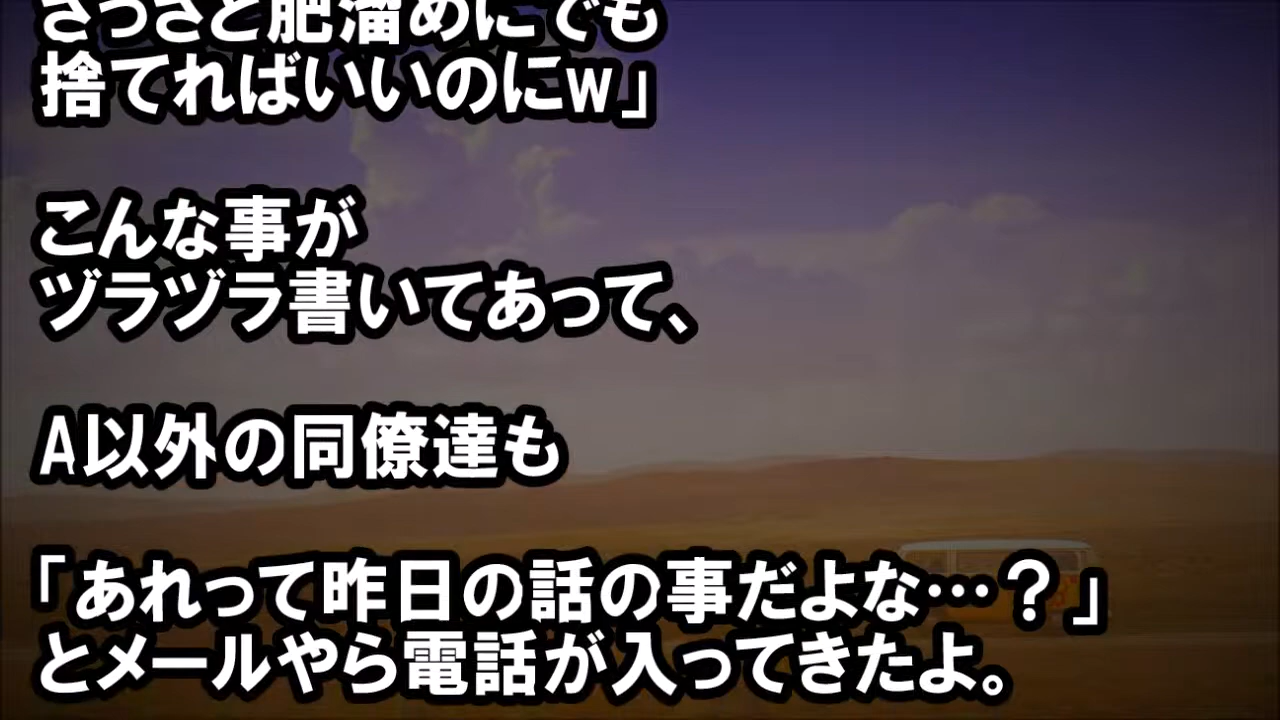 さっさと肥溜めにでも
捨てればいいのにw」
こんな事が
ヅラヅラ書いてあって、
A以外の同僚達も
「あれって昨日の話の事だよな…？」
とメールやら電話が入ってきたよ。